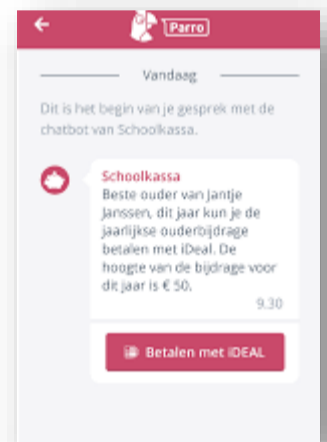 Parro
Vandaag
Dit is het begin van je gesprek met de
chatbot van Schoolkassa.
Schoolkassa
Beste ouder van Jantje
Janssen, dit jaar kun je de
jaarlijkse ouderbijdrage
betalen met iDeal. De
hoogte van de bijdrage voor
dit jaar is € 50.
9.30
Betalen met iDEAL